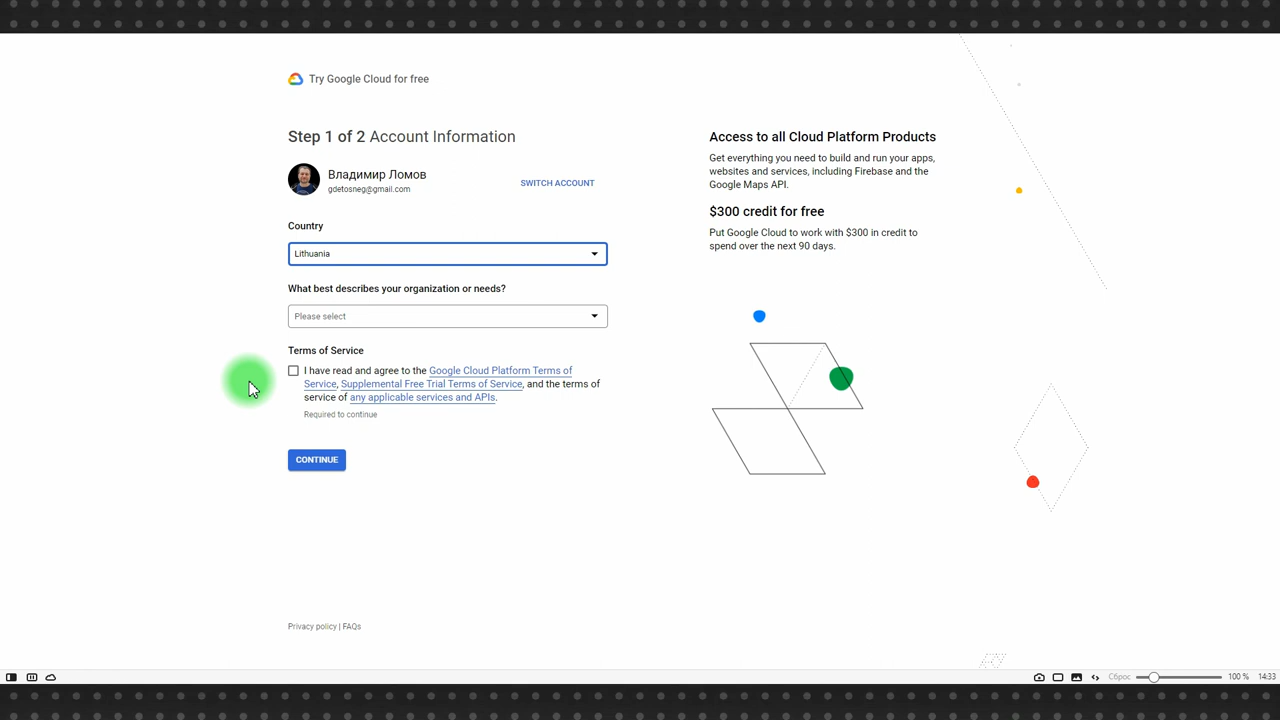 Try Google Cloud for free
Step 1 of 2 Account Information
Владимир Ломов
gdetosneg@gmail.com
SWITCH ACCOUNT
Country
Lithuania
What best describes your organization or needs?
Please select
Terms of Service
I have read and agree to the Google Cloud Platform Terms of
Service, Supplemental Free Trial Terms of Service, and the terms of
service of any applicable services and APIs.
Required to continue
CONTINUE
Privacy policy | FAQs
Access to all Cloud Platform Products
Get everything you need to build and run your apps,
websites and services, including Firebase and the
Google Maps API.
$300 credit for free
Put Google Cloud to work with $300 in credit to
spend over the next 90 days.
Сброс
100 %
14:33